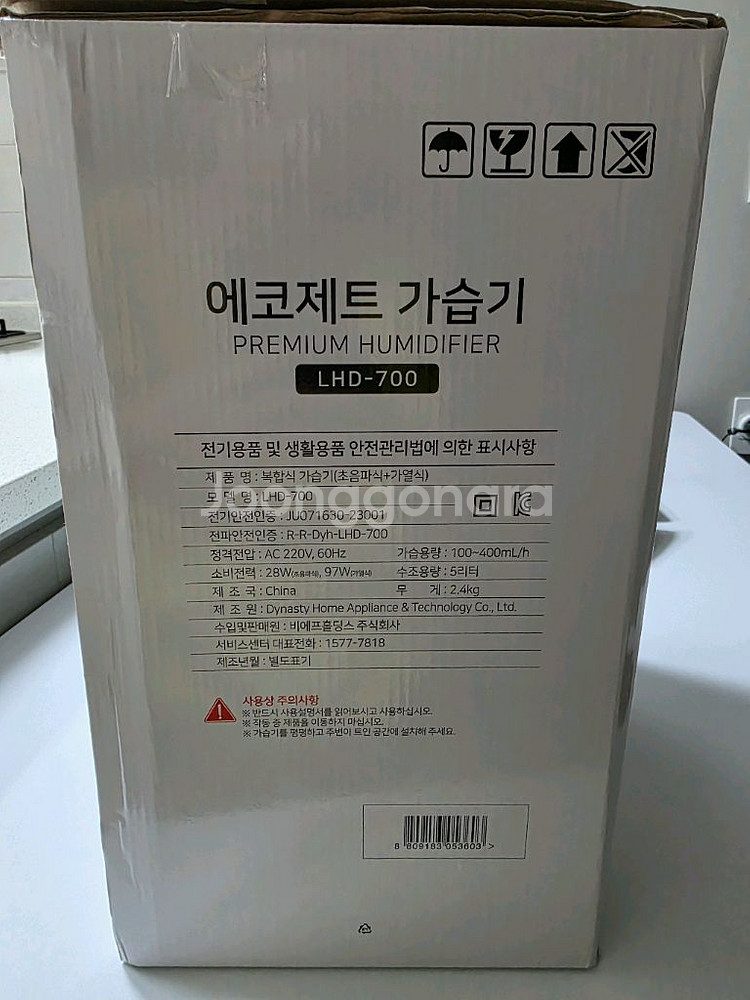 에코제트 가습기
PREMIUM HUMIDIFIER
LHD-700
전기용품 및 생활용품 안전관리법에 의한 표시사항
제 품 명 : 복합식 가습기(초음파식+가열식)
모 델 명 : LHD-700
Joonggonara
전기안전인증 : JU071630-23001
전파안전인증 : R-R-Dyh-LHD-700
정격전압 : AC 220V, 60Hz 가습용량 : 100~400mL/h
소비전력 : 28W(초음파식), 97W(가열식) 수조용량 : 5리터
제 조 국 : China 무 게 : 2.4kg
제 조 원 : Dynasty Home Appliance & Technology Co., Ltd.
수입및판매원 : 비에프홀딩스 주식회사
서비스센터 대표전화 : 1577-7818
제조년월 : 별도표기
사용상 주의사항
※ 반드시 사용설명서를 읽어보시고 사용하십시오.
※ 작동 중 제품을 이동하지 마십시오.
※ 가습기를 평평하고 주변이 트인 공간에 설치해 주세요.
8 809183 053603 >